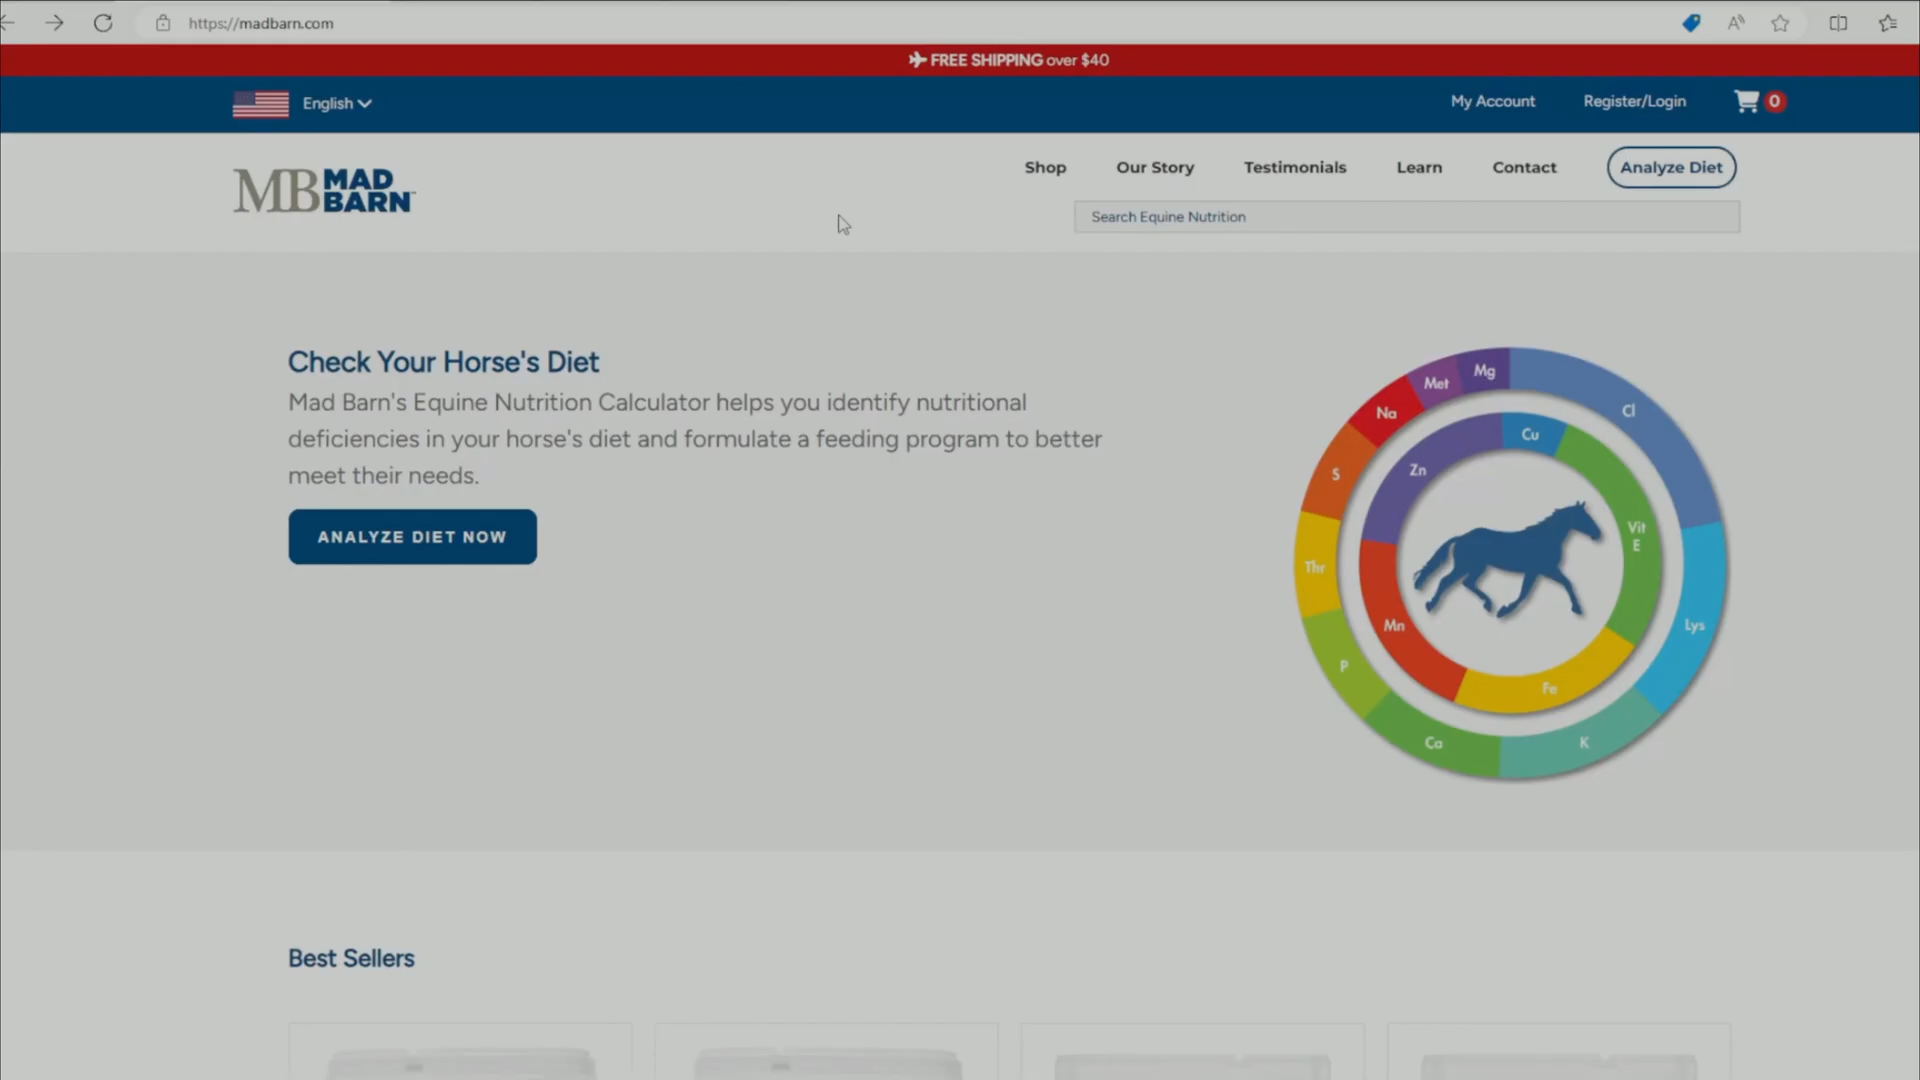 https://madbarn.com
FREE SHIPPING over $40
English
My Account
Register/Login
0
MB MAD BARN
Shop
Our Story
Testimonials
Learn
Contact
Analyze Diet
Search Equine Nutrition
Check Your Horse's Diet
Mad Barn's Equine Nutrition Calculator helps you identify nutritional
deficiencies in your horse's diet and formulate a feeding program to better
meet their needs.
ANALYZE DIET NOW
Mg
Met
Cl
Na
Cu
Zn
S
Vit
E
Thr
Mn
Lys
P
Fe
Ca
K
Best Sellers